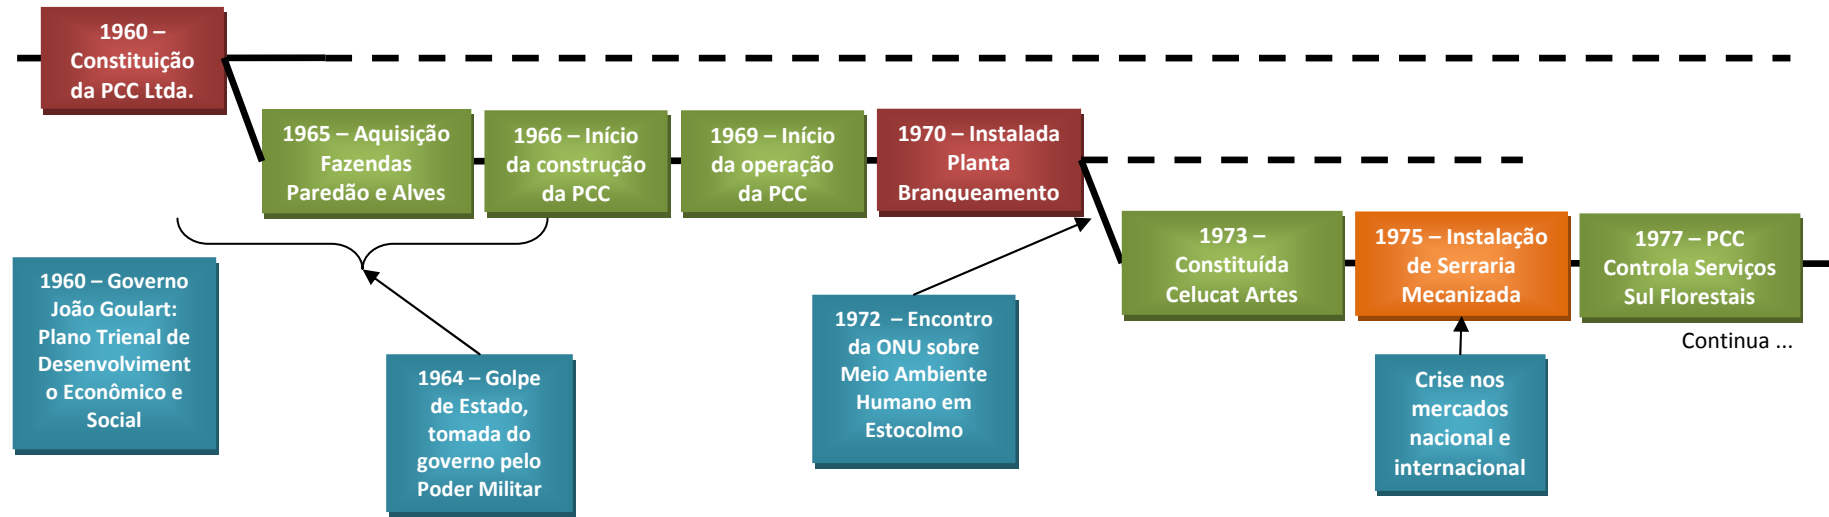 1960 –
Constituição
da PCC Ltda.
1965 – Aquisição
Fazendas
Paredão e Alves
1966 – Início
da construção
da PCC
1969 – Início
da operação
da PCC
1970 – Instalada
Planta
Branqueamento
1973 –
Constituída
Celucat Artes
1975 – Instalação
de Serraria
Mecanizada
1977 – PCC
Controla Serviços
Sul Florestais
Continua ...
1960 – Governo
João Goulart:
Plano Trienal de
Desenvolviment
o Econômico e
Social
1964 – Golpe
de Estado,
tomada do
governo pelo
Poder Militar
1972 – Encontro
da ONU sobre
Meio Ambiente
Humano em
Estocolmo
Crise nos
mercados
nacional e
internacional